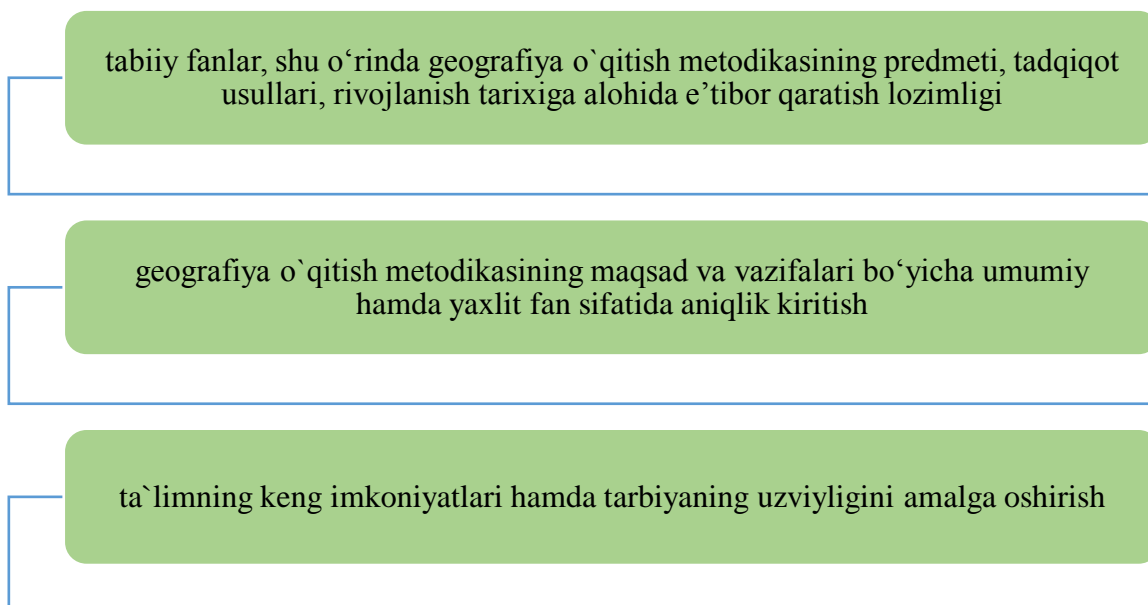 tabiiy fanlar, shu o‘rinda geografiya o`qitish metodikasining predmeti, tadqiqot
usullari, rivojlanish tarixiga alohida e’tibor qaratish lozimligi
geografiya o`qitish metodikasining maqsad va vazifalari bo‘yicha umumiy
hamda yaxlit fan sifatida aniqlik kiritish
ta`limning keng imkoniyatlari hamda tarbiyaning uzviyligini amalga oshirish